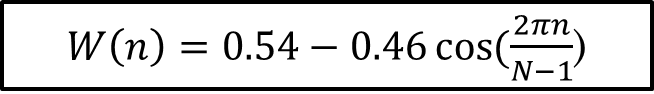 W(n) = 0.54 − 0.46 cos(2πn/N−1)